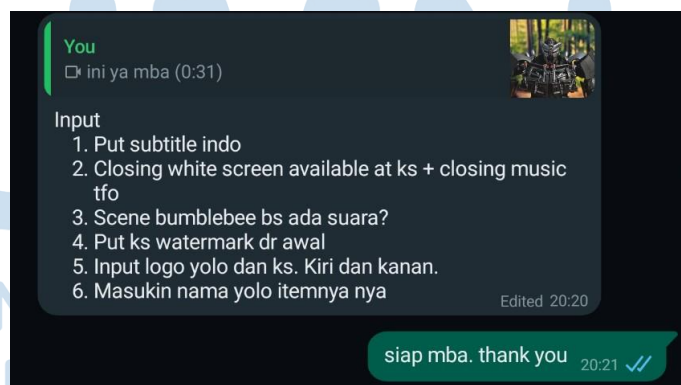 You
ini ya mba (0:31)
Input
1. Put subtitle indo
2. Closing white screen available at ks + closing music
tfo
3. Scene bumblebee bs ada suara?
4. Put ks watermark dr awal
5. Input logo yolo dan ks. Kiri dan kanan.
6. Masukin nama yolo itemnya nya
Edited 20:20
siap mba. thank you 20:21